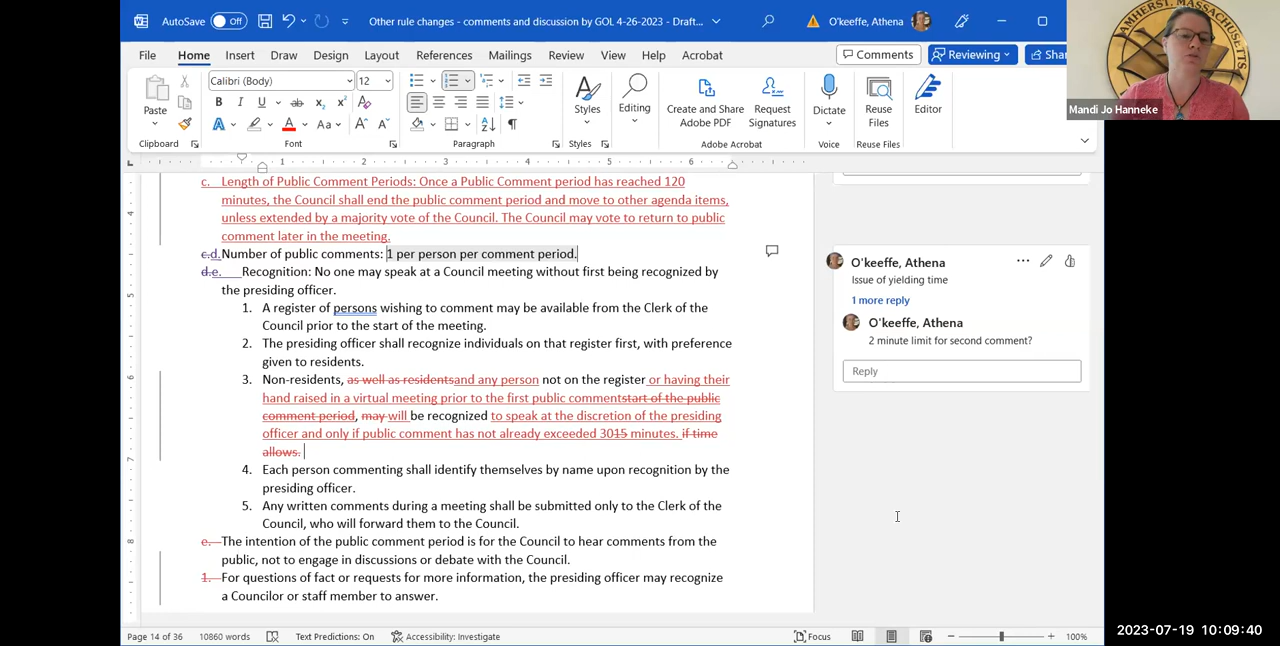 AutoSave Off Other rule changes - comments and discussion by GOL 4-26-2023 - Draft... O'keeffe, Athena
File Home Insert Draw Design Layout References Mailings Review View Help Acrobat Comments Reviewing Shar
AMHERST, MASSACHUSETTS
Mandi Jo Hanneke
Calibri (Body) 12
Paste Styles Editing Create and Share Adobe PDF Request Signatures Dictate Reuse Files Editor
Clipboard Font Paragraph Styles Adobe Acrobat Voice Reuse Files
1 2 3 4 5 6
c. Length of Public Comment Periods: Once a Public Comment period has reached 120
minutes, the Council shall end the public comment period and move to other agenda items,
unless extended by a majority vote of the Council. The Council may vote to return to public
comment later in the meeting.
c.d.Number of public comments: 1 per person per comment period.
d.e. Recognition: No one may speak at a Council meeting without first being recognized by
the presiding officer.
1. A register of persons wishing to comment may be available from the Clerk of the
Council prior to the start of the meeting.
2. The presiding officer shall recognize individuals on that register first, with preference
given to residents.
3. Non-residents, as well as residentsand any person not on the register or having their
hand raised in a virtual meeting prior to the first public commentstart of the public
comment period, may will be recognized to speak at the discretion of the presiding
officer and only if public comment has not already exceeded 3015 minutes. if time
allows.
4. Each person commenting shall identify themselves by name upon recognition by the
presiding officer.
5. Any written comments during a meeting shall be submitted only to the Clerk of the
Council, who will forward them to the Council.
e. The intention of the public comment period is for the Council to hear comments from the
public, not to engage in discussions or debate with the Council.
1. For questions of fact or requests for more information, the presiding officer may recognize
a Councilor or staff member to answer.
O'keeffe, Athena
Issue of yielding time
1 more reply
O'keeffe, Athena
2 minute limit for second comment?
Reply
Page 14 of 36 10860 words Text Predictions: On Accessibility: Investigate Focus 100%
2023-07-19 10:09:40